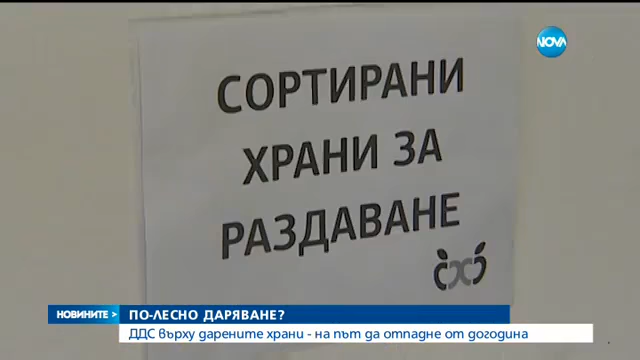 NOVA
СОРТИРАНИ
ХРАНИ ЗА
РАЗДАВАНЕ
НОВИНИТЕ
ПО-ЛЕСНО ДАРЯВАНЕ?
ДДС върху дарените храни - на път да отпадне от догодина